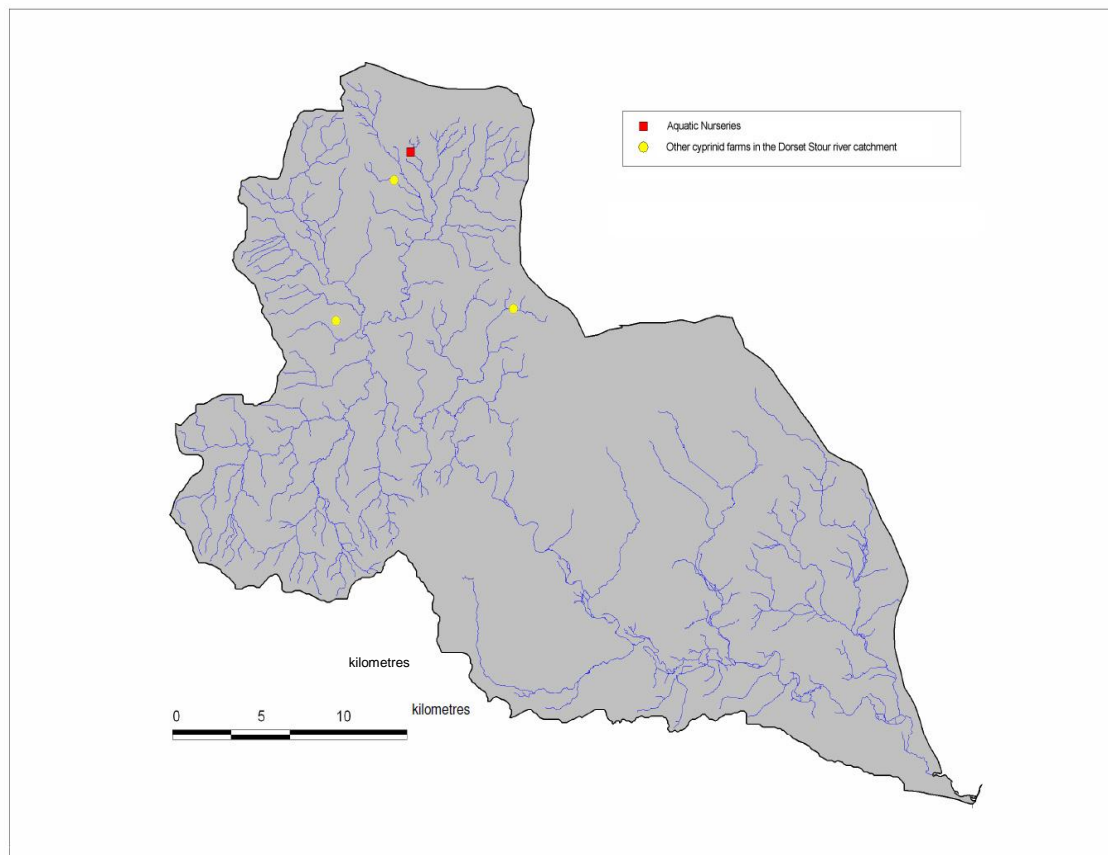 Aquatic Nurseries
Other cyprinid farms in the Dorset Stour river catchment
kilometres
0 5 10 kilometres